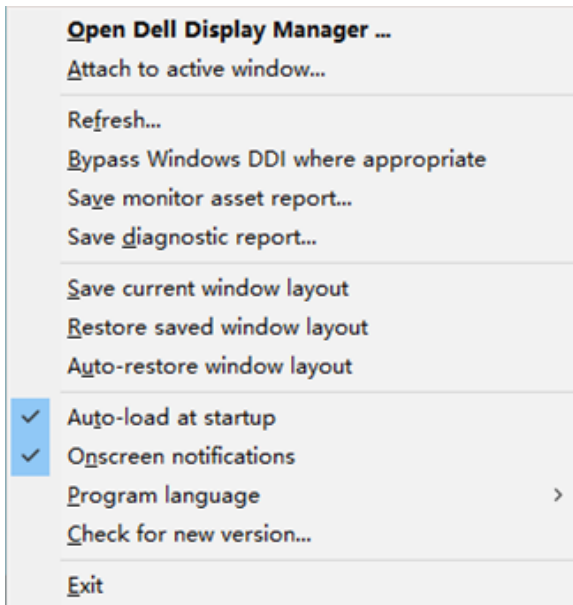 Open Dell Display Manager ...
Attach to active window...
Refresh...
Bypass Windows DDI where appropriate
Save monitor asset report...
Save diagnostic report...
Save current window layout
Restore saved window layout
Auto-restore window layout
Auto-load at startup
Onscreen notifications
Program language
Check for new version...
Exit